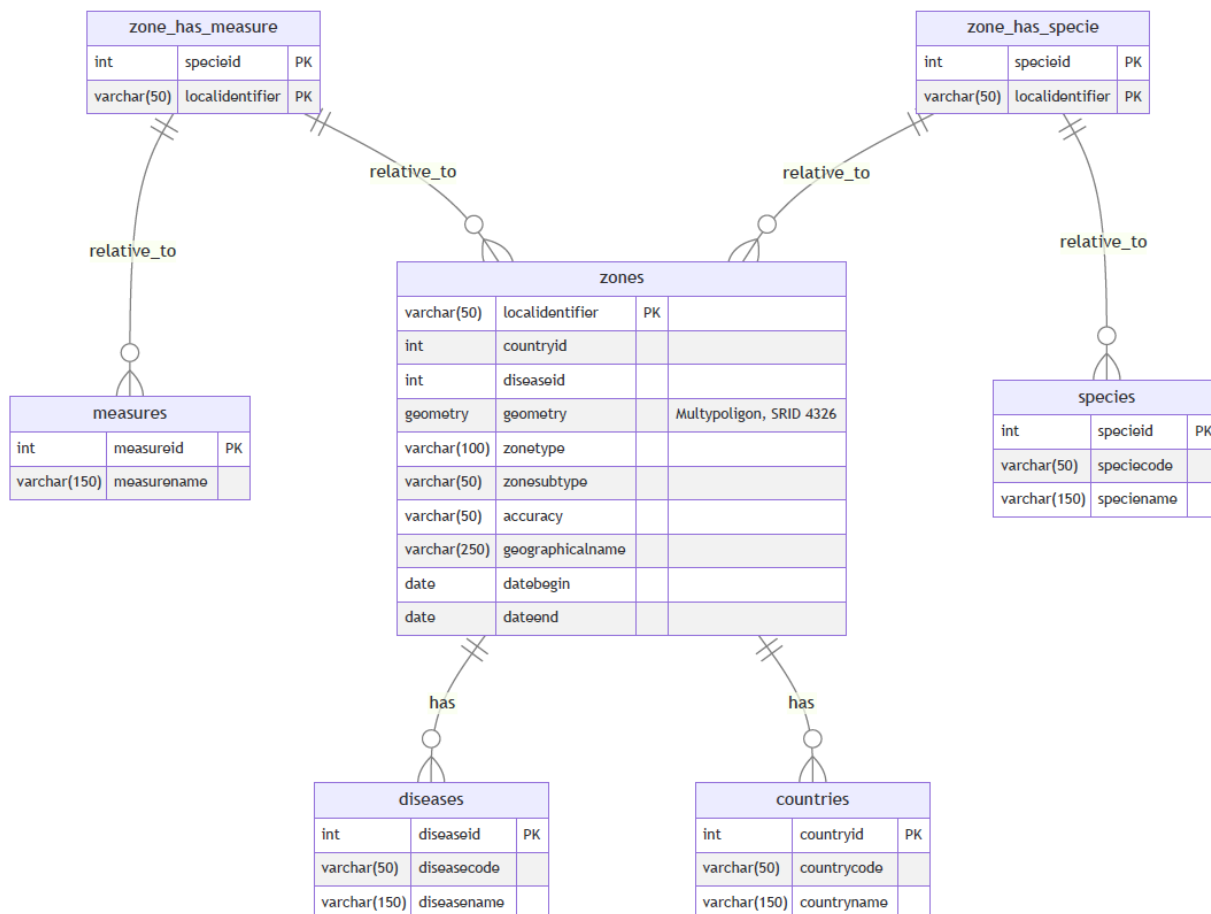 zone_has_measure
int specieid PK
varchar(50) localidentifier PK
zone_has_specie
int specieid PK
varchar(50) localidentifier PK
relative_to
relative_to
relative_to
relative_to
zones
varchar(50) localidentifier PK
int countryid
int diseaseid
geometry geometry Multypoligon, SRID 4326
varchar(100) zonetype
varchar(50) zonesubtype
varchar(50) accuracy
varchar(250) geographicalname
date datebegin
date dateend
measures
int measureid PK
varchar(150) measurename
species
int specieid PK
varchar(50) speciecode
varchar(150) speciename
has
has
diseases
int diseaseid PK
varchar(50) diseasecode
varchar(150) diseasename
countries
int countryid PK
varchar(50) countrycode
varchar(150) countryname